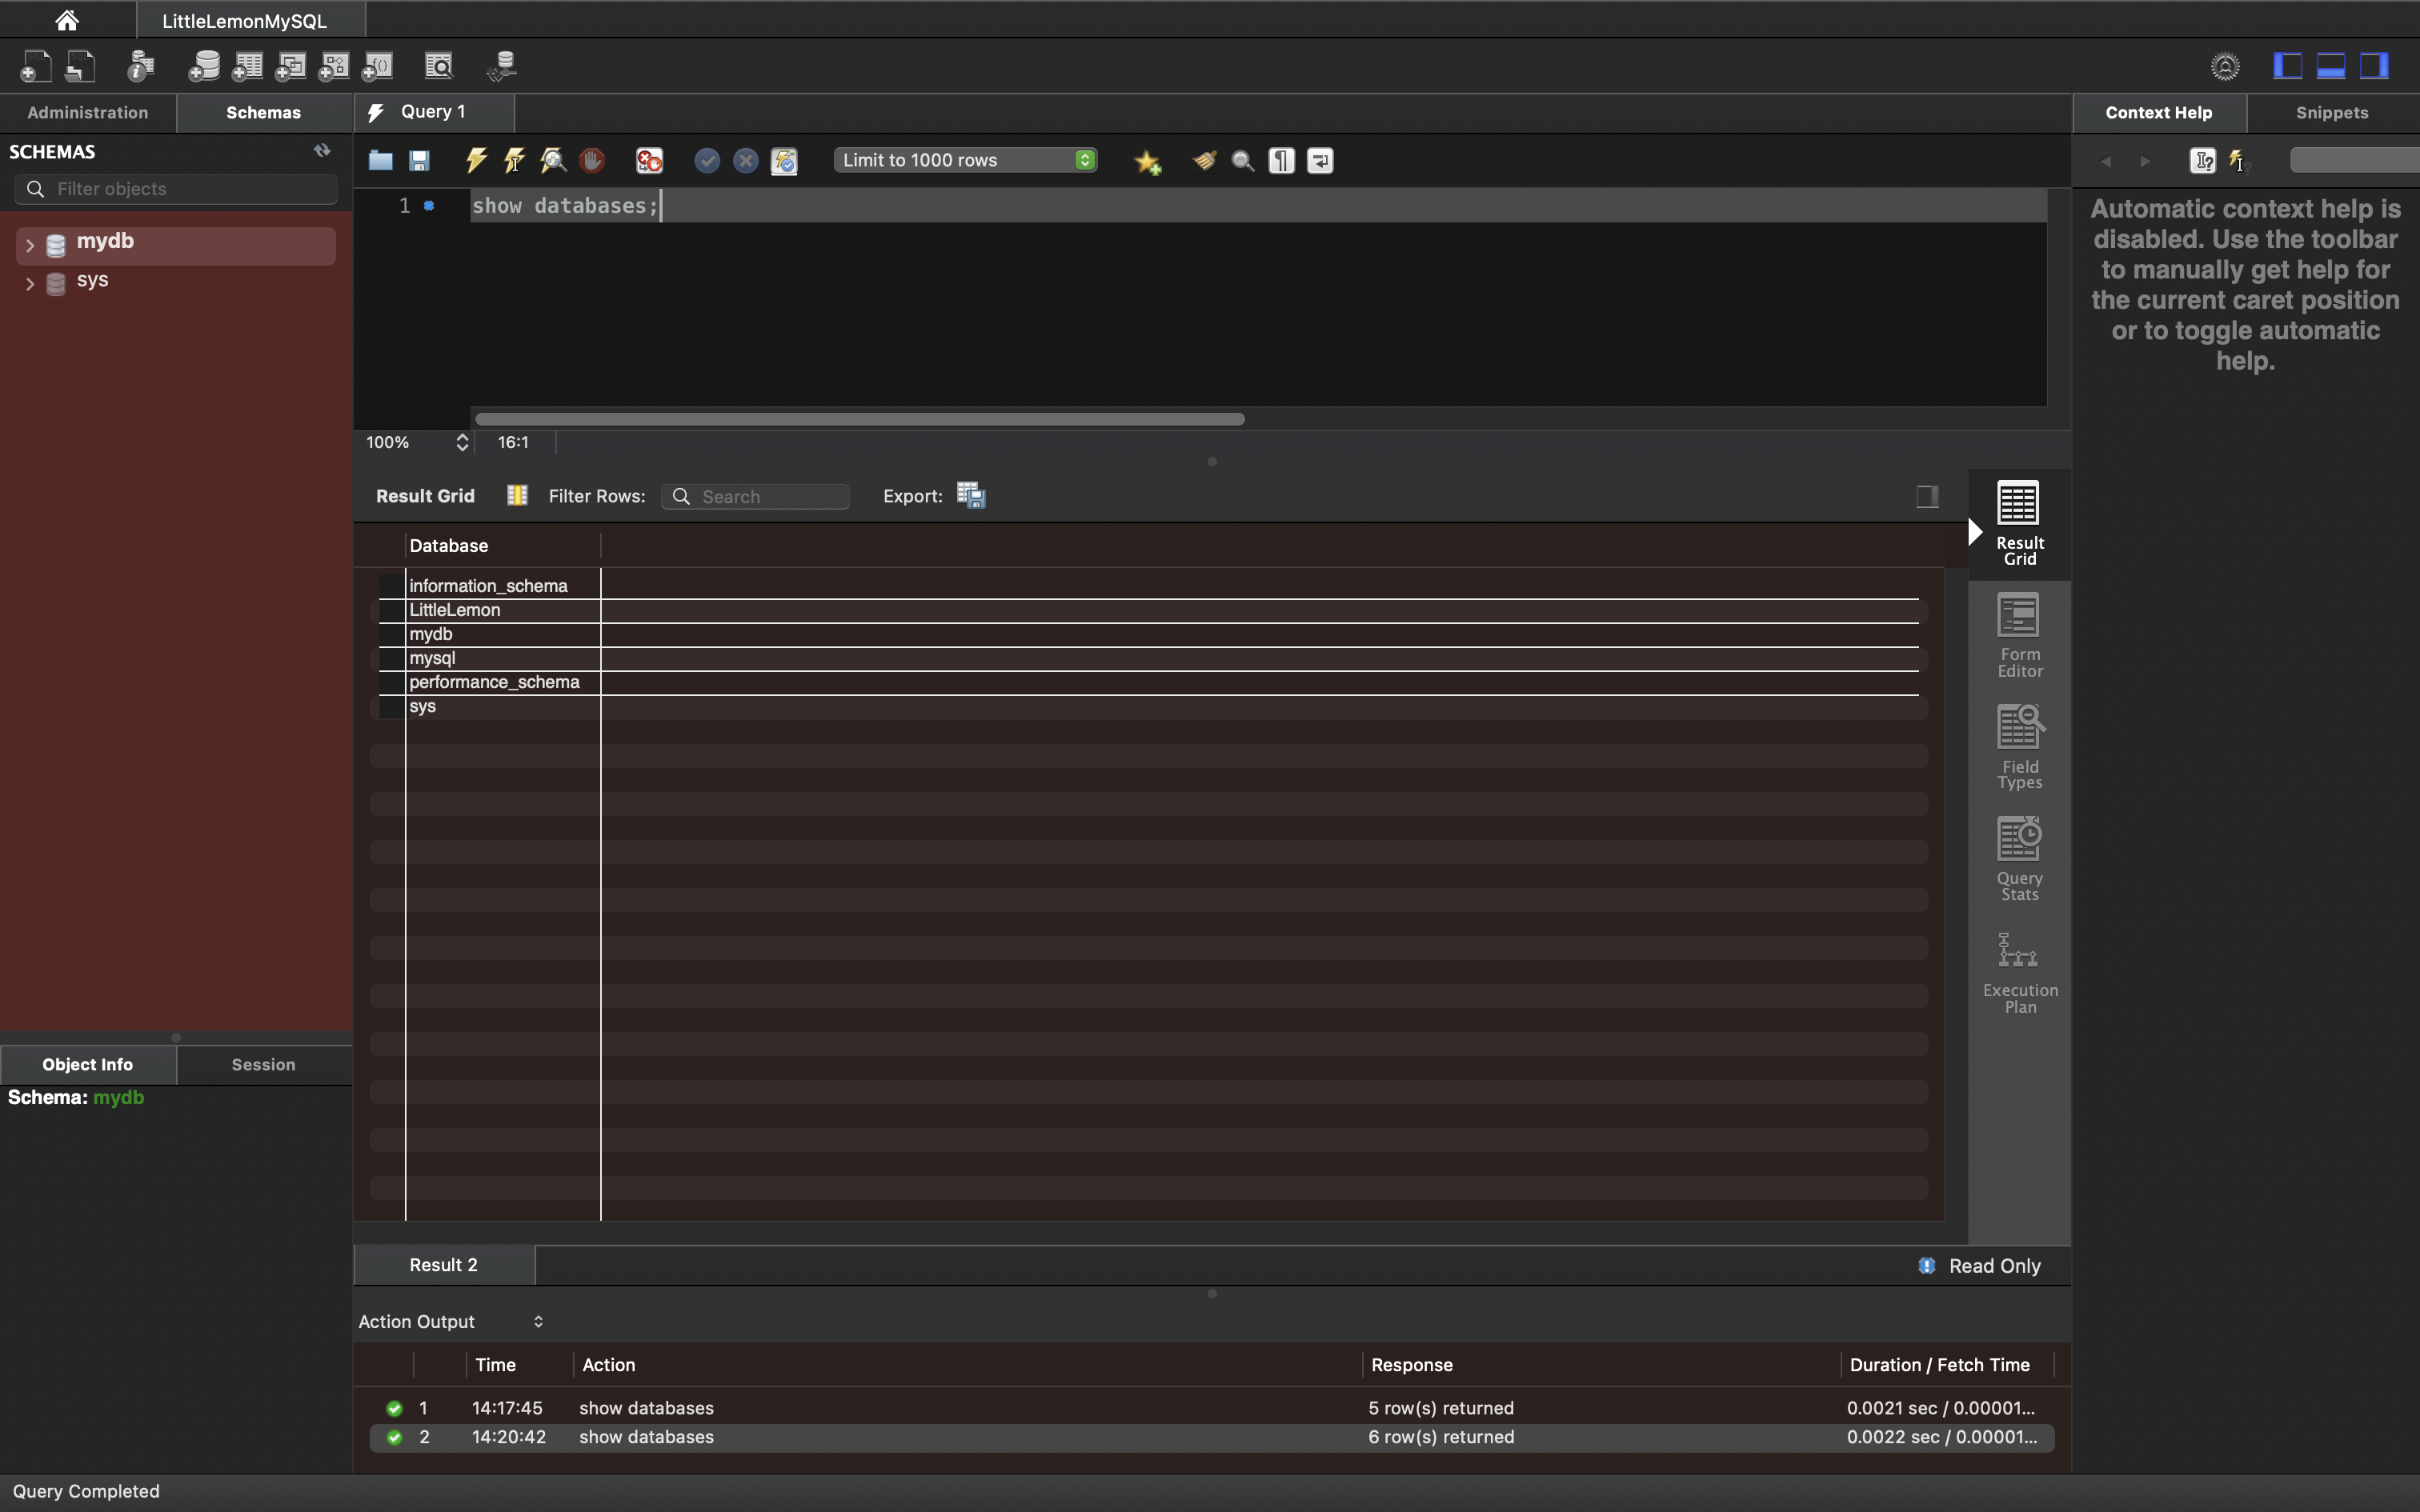 LittleLemonMySQL
Administration
Schemas
Query 1
Context Help
Snippets
SCHEMAS
Filter objects
Limit to 1000 rows
mydb
sys
1
show databases;
Automatic context help is
disabled. Use the toolbar
to manually get help for
the current caret position
or to toggle automatic
help.
100%
16:1
Result Grid
Filter Rows:
Search
Export:
Database
information_schema
LittleLemon
mydb
mysql
performance_schema
sys
Result
Grid
Form
Editor
Field
Types
Query
Stats
Execution
Plan
Object Info
Session
Schema: mydb
Result 2
Read Only
Action Output
Time
Action
Response
Duration / Fetch Time
1 14:17:45 show databases 5 row(s) returned 0.0021 sec / 0.00001...
2 14:20:42 show databases 6 row(s) returned 0.0022 sec / 0.00001...
Query Completed